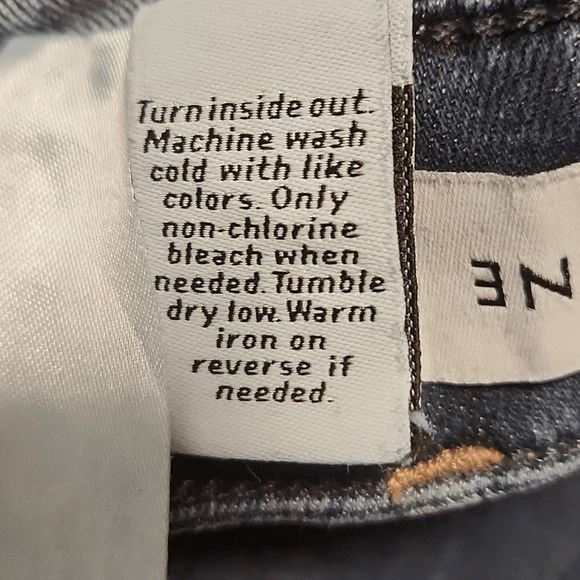 Turn inside out.
Machine wash
cold with like
colors. Only
non-chlorine
bleach when
needed. Tumble
dry low. Warm
iron on
reverse if
needed.
NE